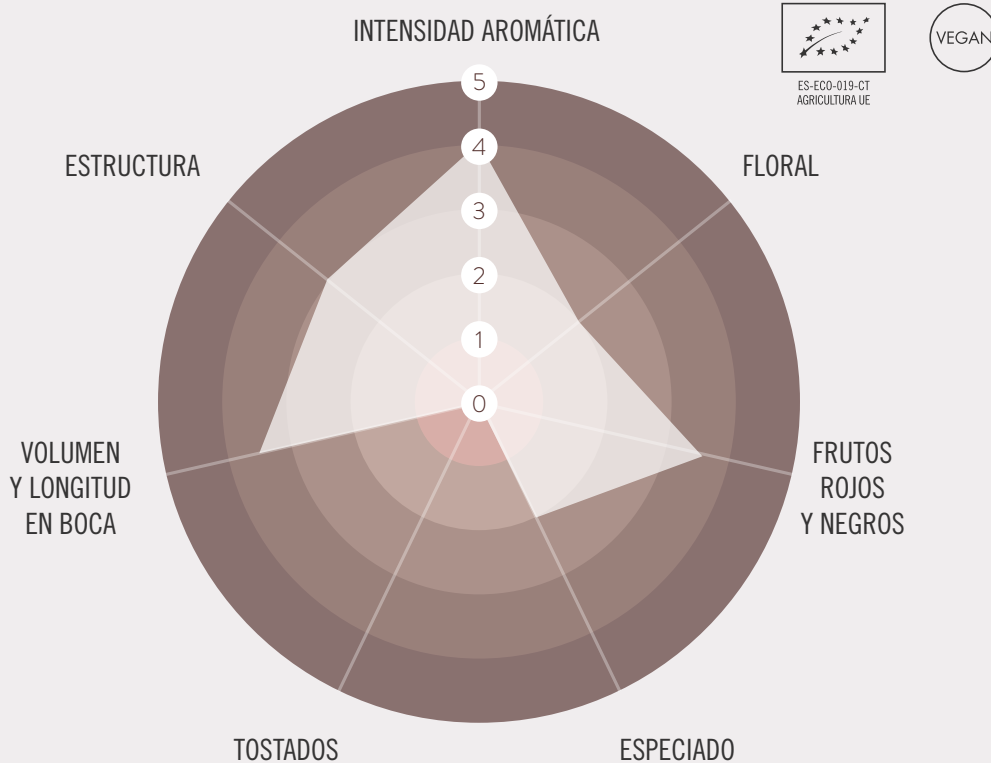 INTENSIDAD AROMÁTICA
ES-ECO-019-CT
AGRICULTURA UE
VEGAN
5
4
3
2
1
0
ESTRUCTURA
FLORAL
VOLUMEN
Y LONGITUD
EN BOCA
FRUTOS
ROJOS
Y NEGROS
TOSTADOS
ESPECIADO